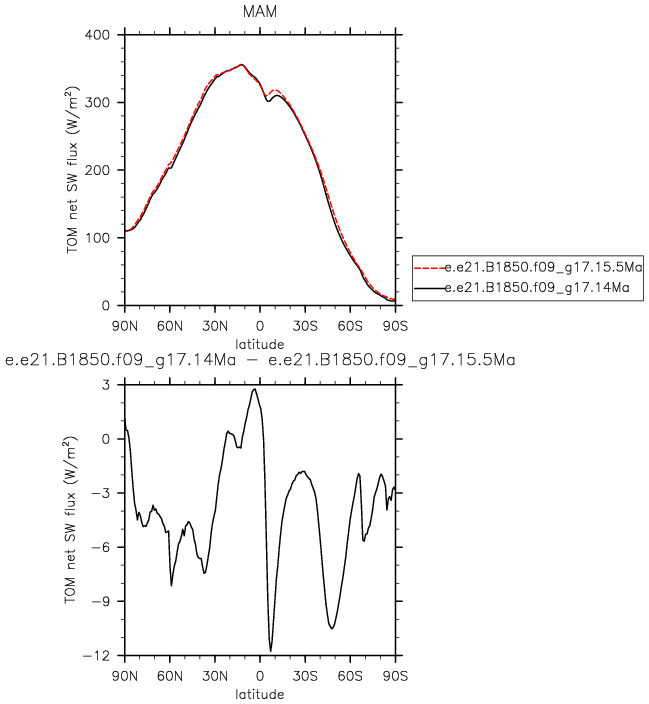 MAM
400
300
200
100
0
TOM net SW flux (W/m²)
90N 60N 30N 0 30S 60S 90S
latitude
e.e21.B1850.f09_g17.15.5Ma
e.e21.B1850.f09_g17.14Ma
e.e21.B1850.f09_g17.14Ma − e.e21.B1850.f09_g17.15.5Ma
3
0
−3
−6
−9
−12
TOM net SW flux (W/m²)
90N 60N 30N 0 30S 60S 90S
latitude